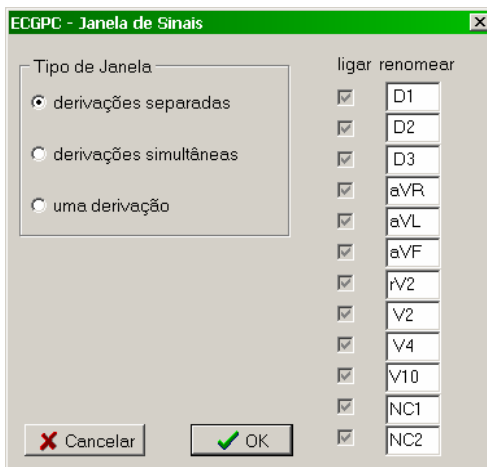 ECGPC - Janela de Sinais
Tipo de Janela
derivações separadas
derivações simultâneas
uma derivação
ligar renomear
D1
D2
D3
aVR
aVL
aVF
rV2
V2
V4
V10
NC1
NC2
Cancelar
OK